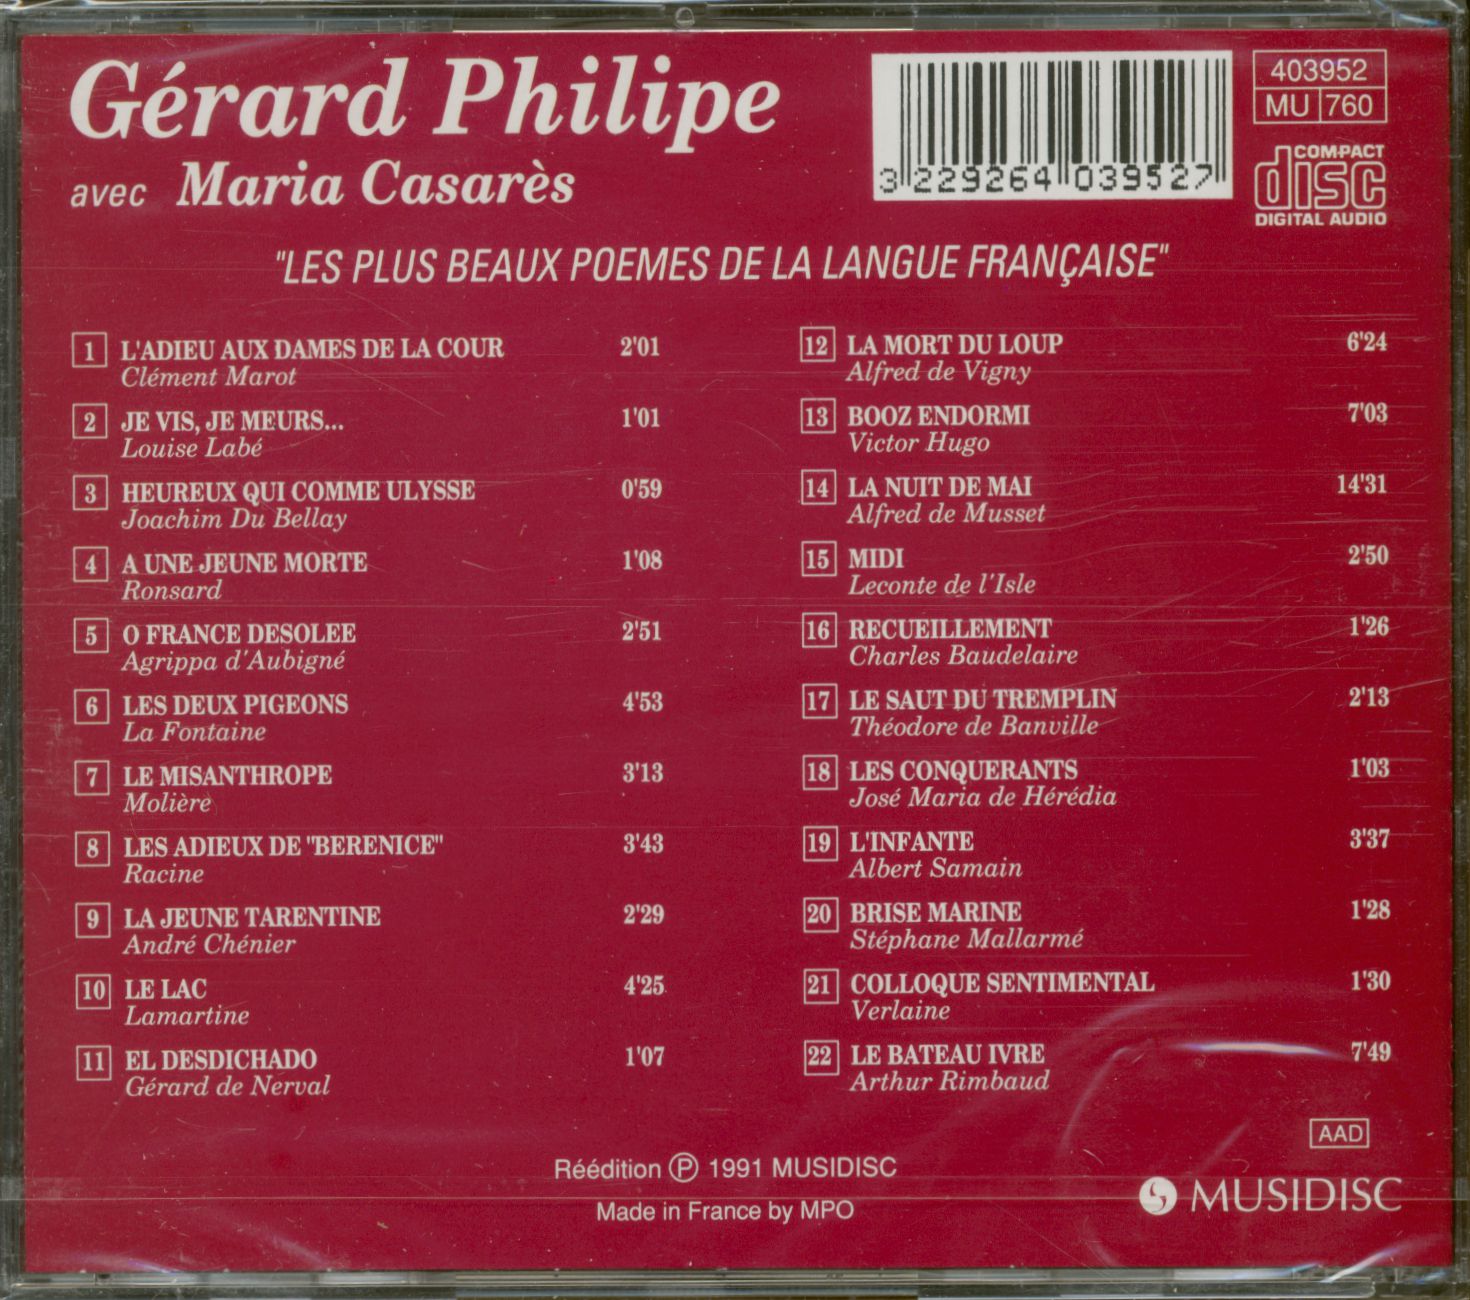 Gérard Philipe
avec Maria Casarès
3 229264 039527
403952
MU 760
COMPACT
disc
DIGITAL AUDIO
"LES PLUS BEAUX POEMES DE LA LANGUE FRANÇAISE"
1 L'ADIEU AUX DAMES DE LA COUR 2'01
Clément Marot
2 JE VIS, JE MEURS... 1'01
Louise Labé
3 HEUREUX QUI COMME ULYSSE 0'59
Joachim Du Bellay
4 A UNE JEUNE MORTE 1'08
Ronsard
5 O FRANCE DESOLEE 2'51
Agrippa d'Aubigné
6 LES DEUX PIGEONS 4'53
La Fontaine
7 LE MISANTHROPE 3'13
Molière
8 LES ADIEUX DE "BERENICE" 3'43
Racine
9 LA JEUNE TARENTINE 2'29
André Chénier
10 LE LAC 4'25
Lamartine
11 EL DESDICHADO 1'07
Gérard de Nerval
12 LA MORT DU LOUP 6'24
Alfred de Vigny
13 BOOZ ENDORMI 7'03
Victor Hugo
14 LA NUIT DE MAI 14'31
Alfred de Musset
15 MIDI 2'50
Leconte de l'Isle
16 RECUEILLEMENT 1'26
Charles Baudelaire
17 LE SAUT DU TREMPLIN 2'13
Théodore de Banville
18 LES CONQUERANTS 1'03
José Maria de Hérédia
19 L'INFANTE 3'37
Albert Samain
20 BRISE MARINE 1'28
Stéphane Mallarmé
21 COLLOQUE SENTIMENTAL 1'30
Verlaine
22 LE BATEAU IVRE 7'49
Arthur Rimbaud
AAD
Réédition Ⓟ 1991 MUSIDISC
Made in France by MPO
MUSIDISC